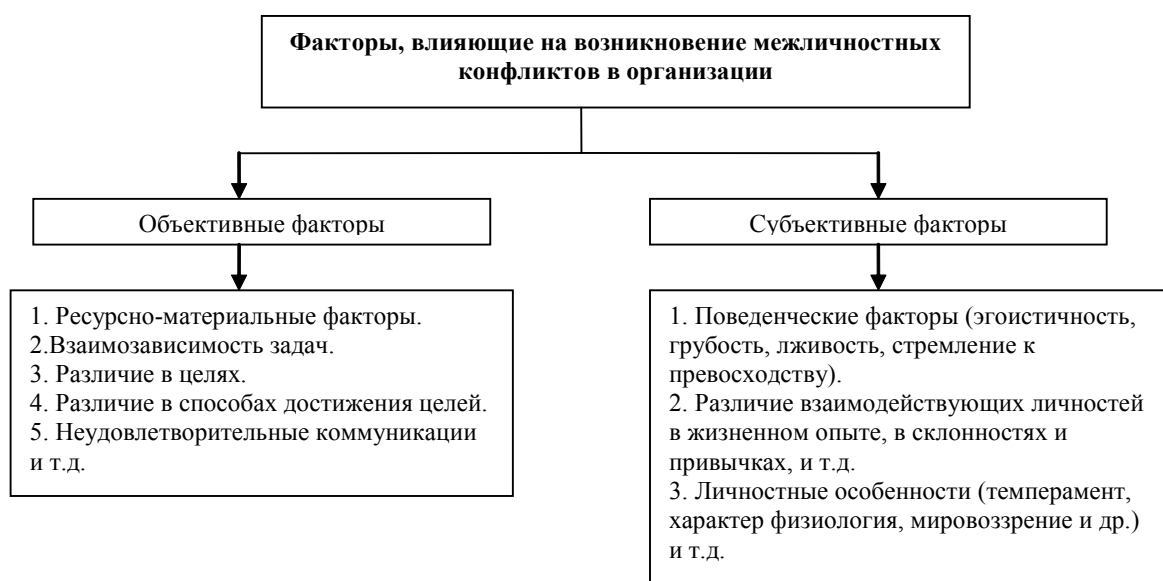 Факторы, влияющие на возникновение межличностных
конфликтов в организации
Объективные факторы
Субъективные факторы
1. Ресурсно-материальные факторы.
2.Взаимозависимость задач.
3. Различие в целях.
4. Различие в способах достижения целей.
5. Неудовлетворительные коммуникации
и т.д.
1. Поведенческие факторы (эгоистичность,
грубость, лживость, стремление к
превосходству).
2. Различие взаимодействующих личностей
в жизненном опыте, в склонностях и
привычках, и т.д.
3. Личностные особенности (темперамент,
характер физиология, мировоззрение и др.)
и т.д.